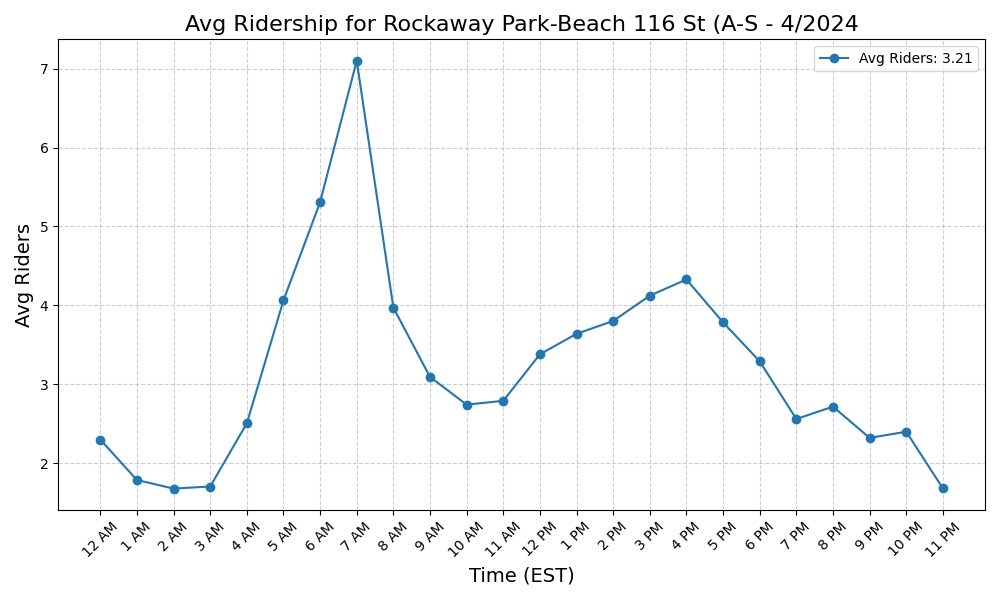 Avg Ridership for Rockaway Park-Beach 116 St (A-S - 4/2024
Avg Riders: 3.21
Avg Riders
7
6
5
4
3
2
12 AM
1 AM
2 AM
3 AM
4 AM
5 AM
6 AM
7 AM
8 AM
9 AM
10 AM
11 AM
12 PM
1 PM
2 PM
3 PM
4 PM
5 PM
6 PM
7 PM
8 PM
9 PM
10 PM
11 PM
Time (EST)